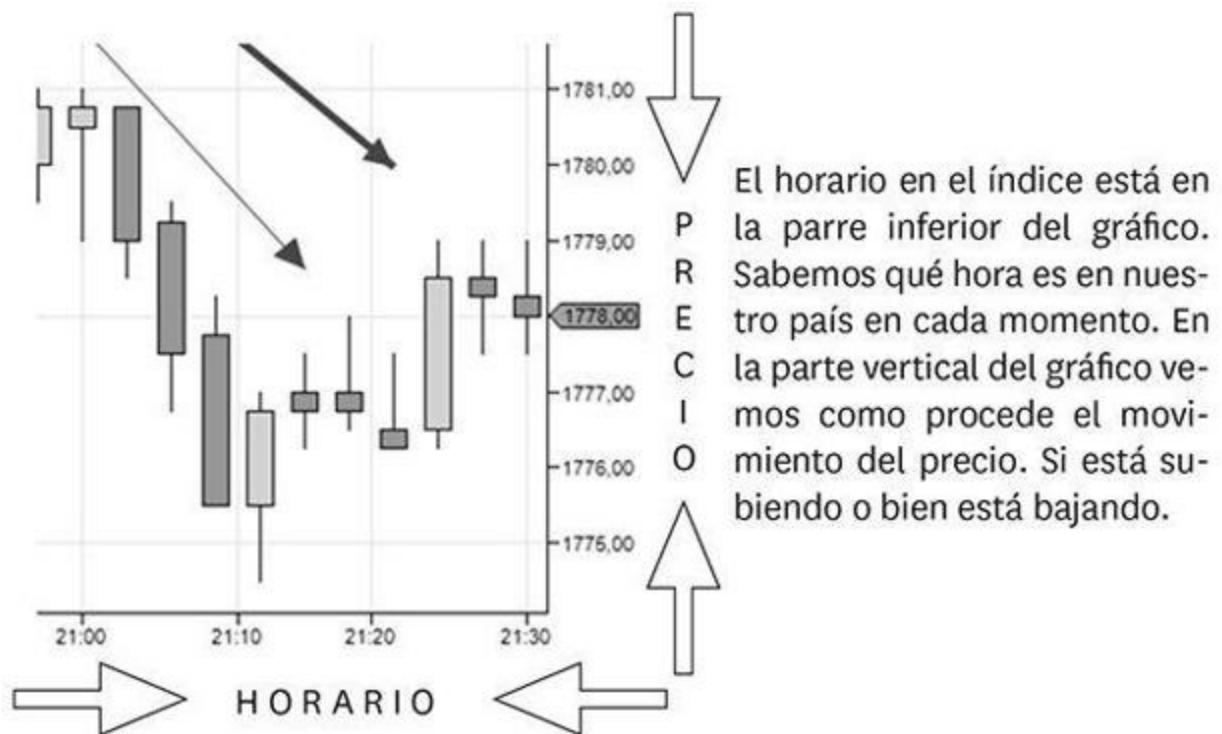 1781,00
1780,00
1779,00
1778,00
1777,00
1776,00
1775,00
21:00 21:10 21:20 21:30
HORARIO
P
R
E
C
I
O
El horario en el índice está en
la parre inferior del gráfico.
Sabemos qué hora es en nues-
tro país en cada momento. En
la parte vertical del gráfico ve-
mos como procede el movi-
miento del precio. Si está su-
biendo o bien está bajando.